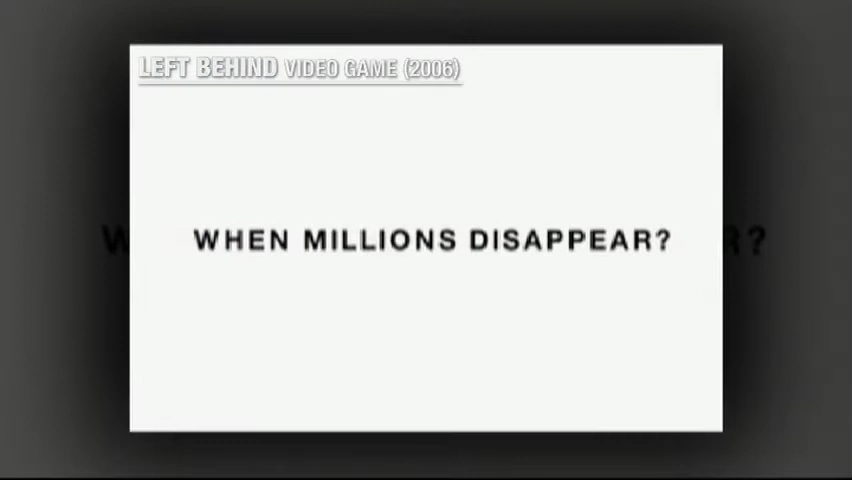 LEFT BEHIND VIDEO GAME (2006)
WHEN MILLIONS DISAPPEAR?